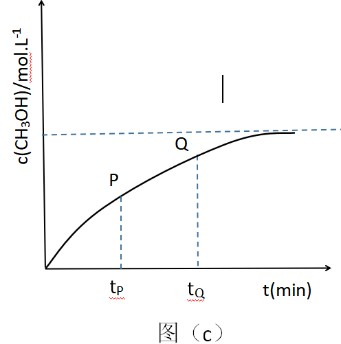 c(CH₃OH)/mol.L⁻¹
Q
P
tP
tQ
t(min)
图（c）